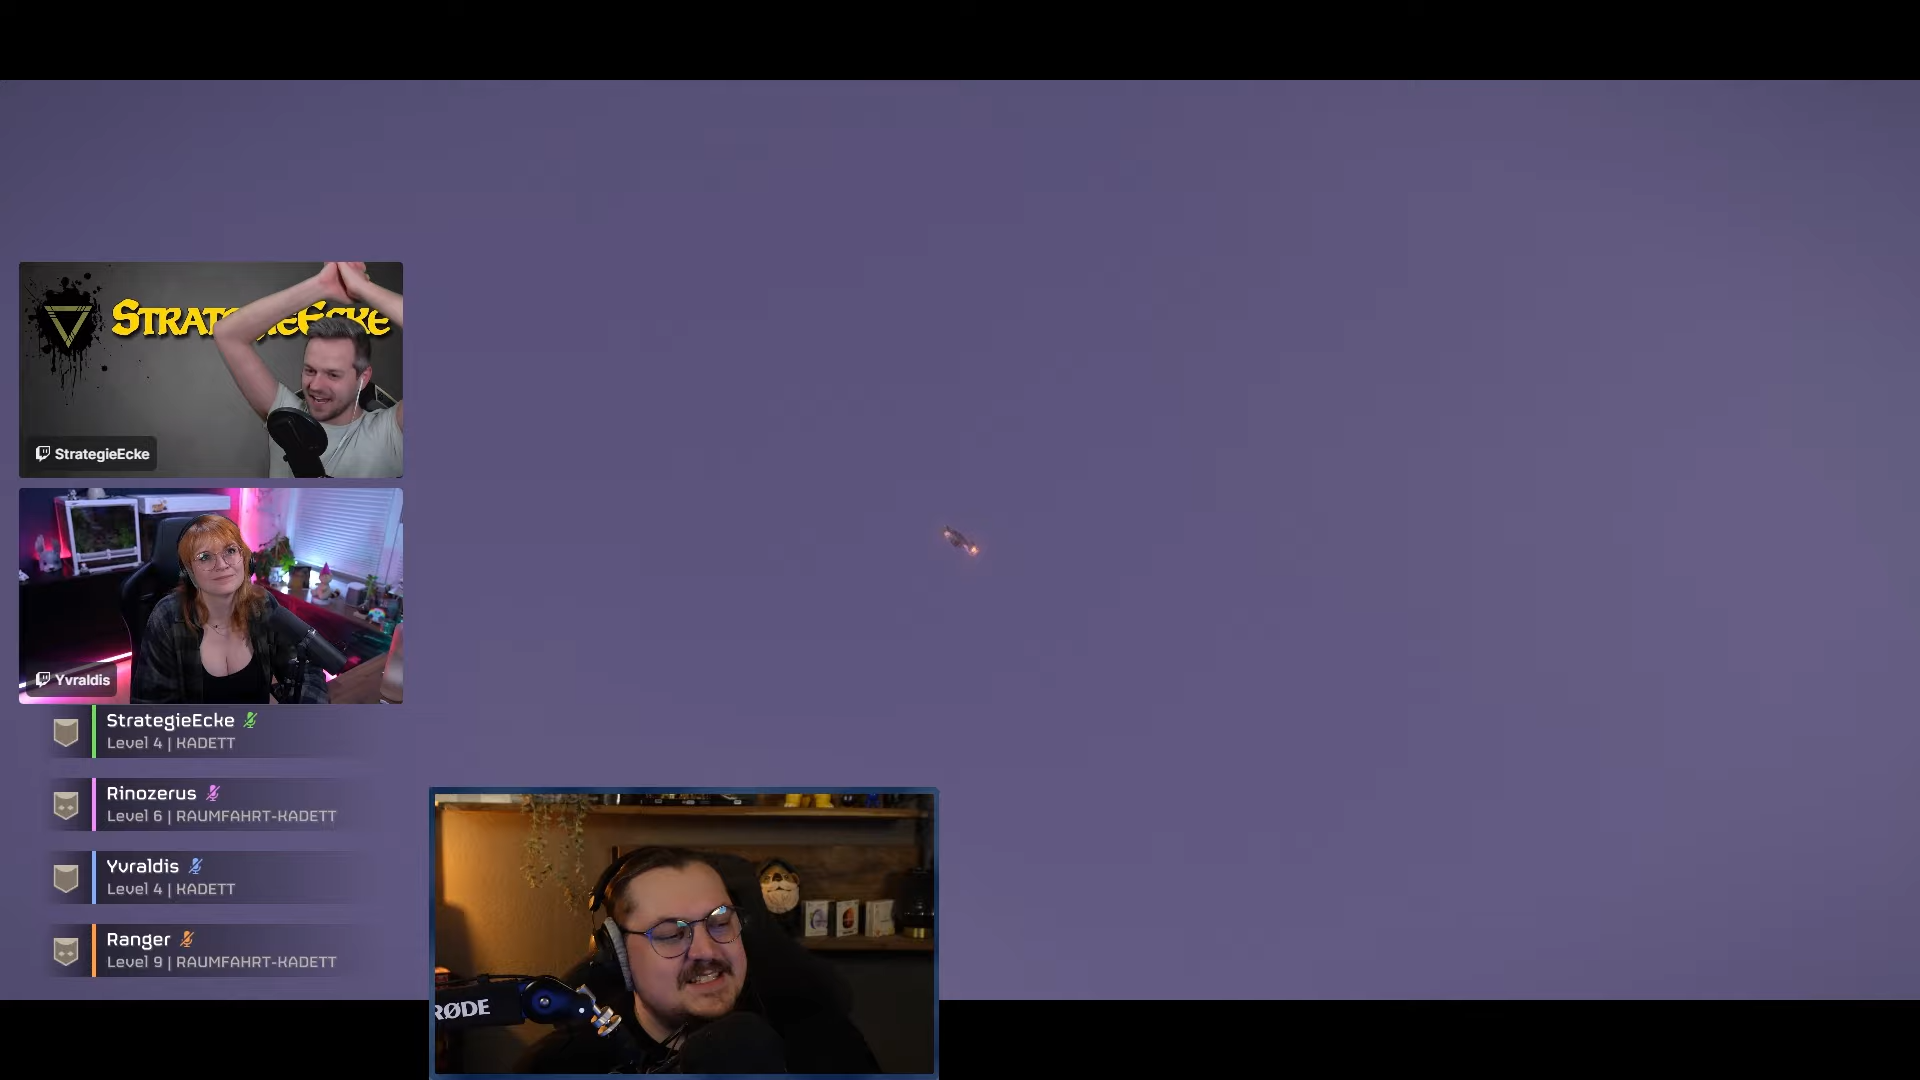 STRATEGIEECKE
StrategieEcke
Yvraldis
StrategieEcke
Level 4 | KADETT
Rinozerus
Level 6 | RAUMFAHRT-KADETT
Yvraldis
Level 4 | KADETT
Ranger
Level 9 | RAUMFAHRT-KADETT
RØDE